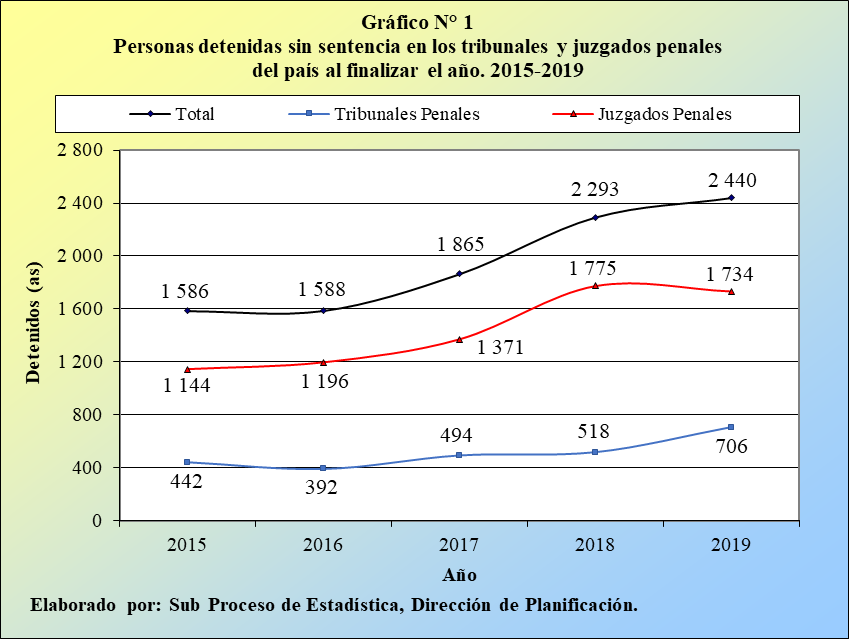 Gráfico N° 1
Personas detenidas sin sentencia en los tribunales y juzgados penales
del país al finalizar el año. 2015-2019
Total Tribunales Penales Juzgados Penales
2 800
2 400
2 000
1 600
1 200
800
400
0
Detenidos (as)
1 586 1 588 1 865 2 293 2 440
1 144 1 196 1 371 1 775 1 734
442 392 494 518 706
2015 2016 2017 2018 2019
Año
Elaborado por: Sub Proceso de Estadística, Dirección de Planificación.